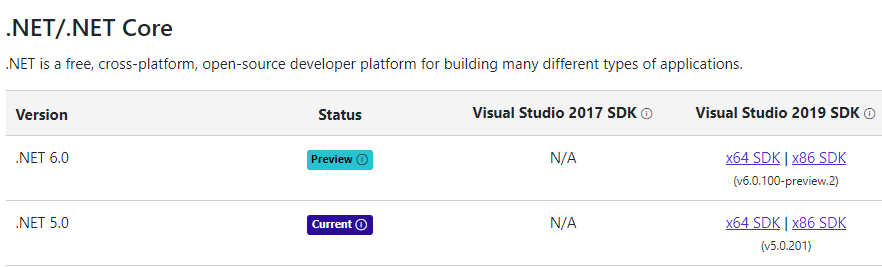 .NET/.NET Core
.NET is a free, cross-platform, open-source developer platform for building many different types of applications.
Version Status Visual Studio 2017 SDK Visual Studio 2019 SDK
.NET 6.0 Preview N/A x64 SDK | x86 SDK
(v6.0.100-preview.2)
.NET 5.0 Current N/A x64 SDK | x86 SDK
(v5.0.201)